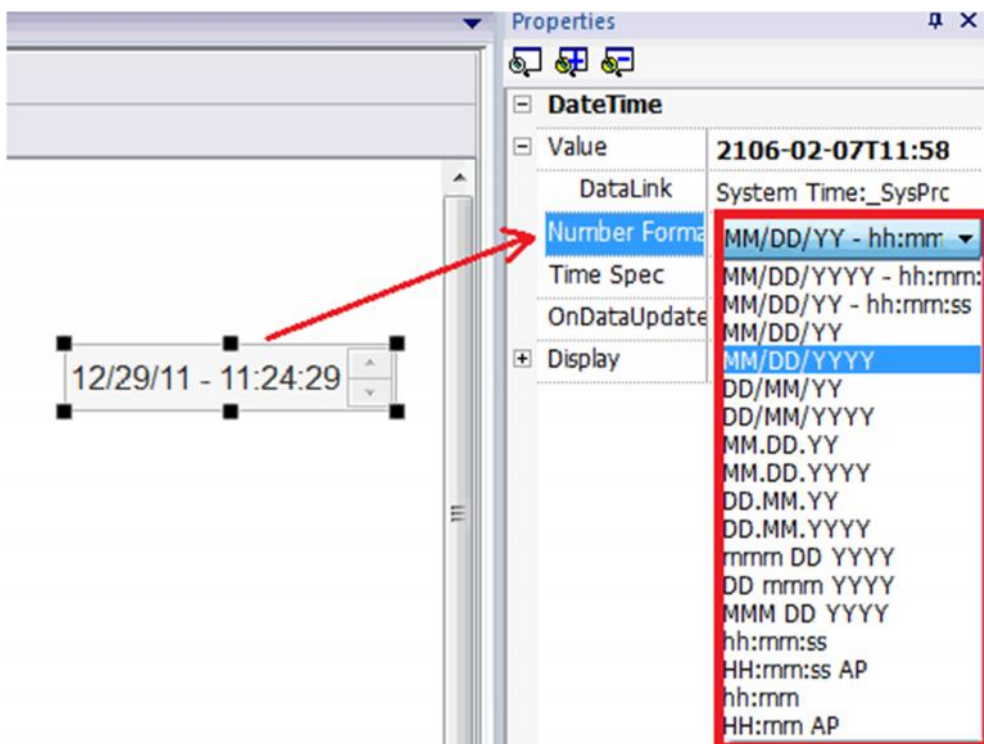 Properties
DateTime
Value 2106-02-07T11:58
DataLink System Time:_SysPrc
Number Forma MM/DD/YY - hh:mm
Time Spec MM/DD/YYYY - hh:mm:
OnDataUpdate MM/DD/YY - hh:mm:ss
MM/DD/YY
Display MM/DD/YYYY
12/29/11 - 11:24:29
DD/MM/YY
DD/MM/YYYY
MM.DD.YY
MM.DD.YYYY
DD.MM.YY
DD.MM.YYYY
mmm DD YYYY
DD mmm YYYY
MMM DD YYYY
hh:mm:ss
HH:mm:ss AP
hh:mm
HH:mm AP